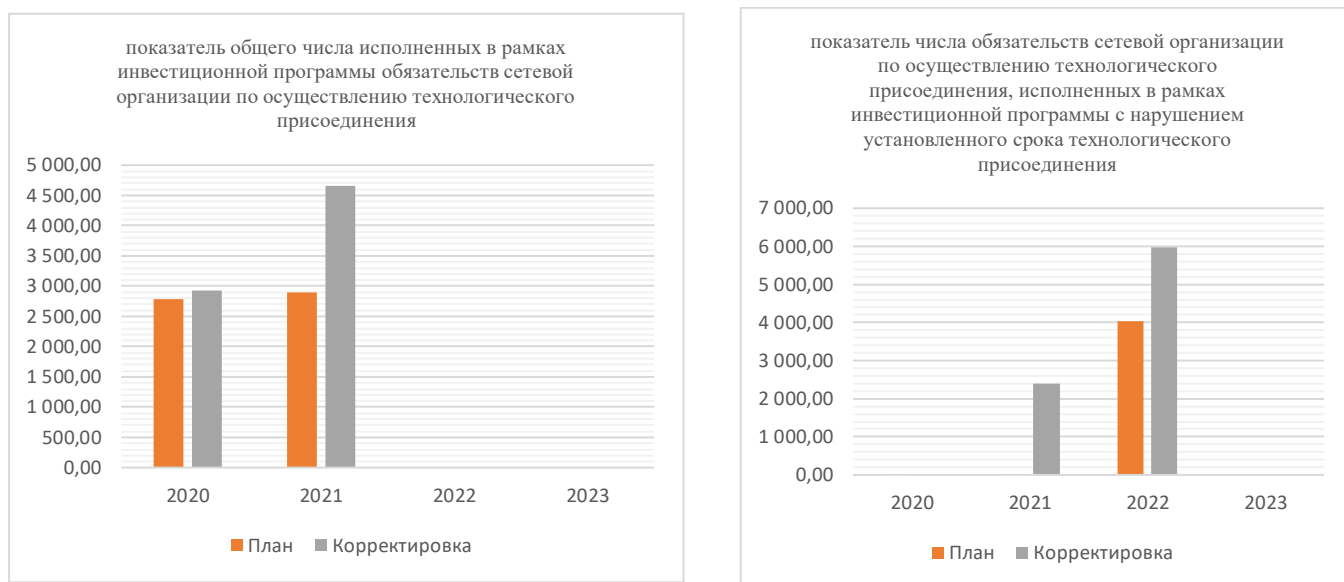 показатель общего числа исполненных в рамках
инвестиционной программы обязательств сетевой
организации по осуществлению технологического
присоединения
5 000,00
4 500,00
4 000,00
3 500,00
3 000,00
2 500,00
2 000,00
1 500,00
1 000,00
500,00
0,00
2020 2021 2022 2023
План Корректировка
показатель числа обязательств сетевой организации
по осуществлению технологического
присоединения, исполненных в рамках
инвестиционной программы с нарушением
установленного срока технологического
присоединения
7 000,00
6 000,00
5 000,00
4 000,00
3 000,00
2 000,00
1 000,00
0,00
2020 2021 2022 2023
План Корректировка